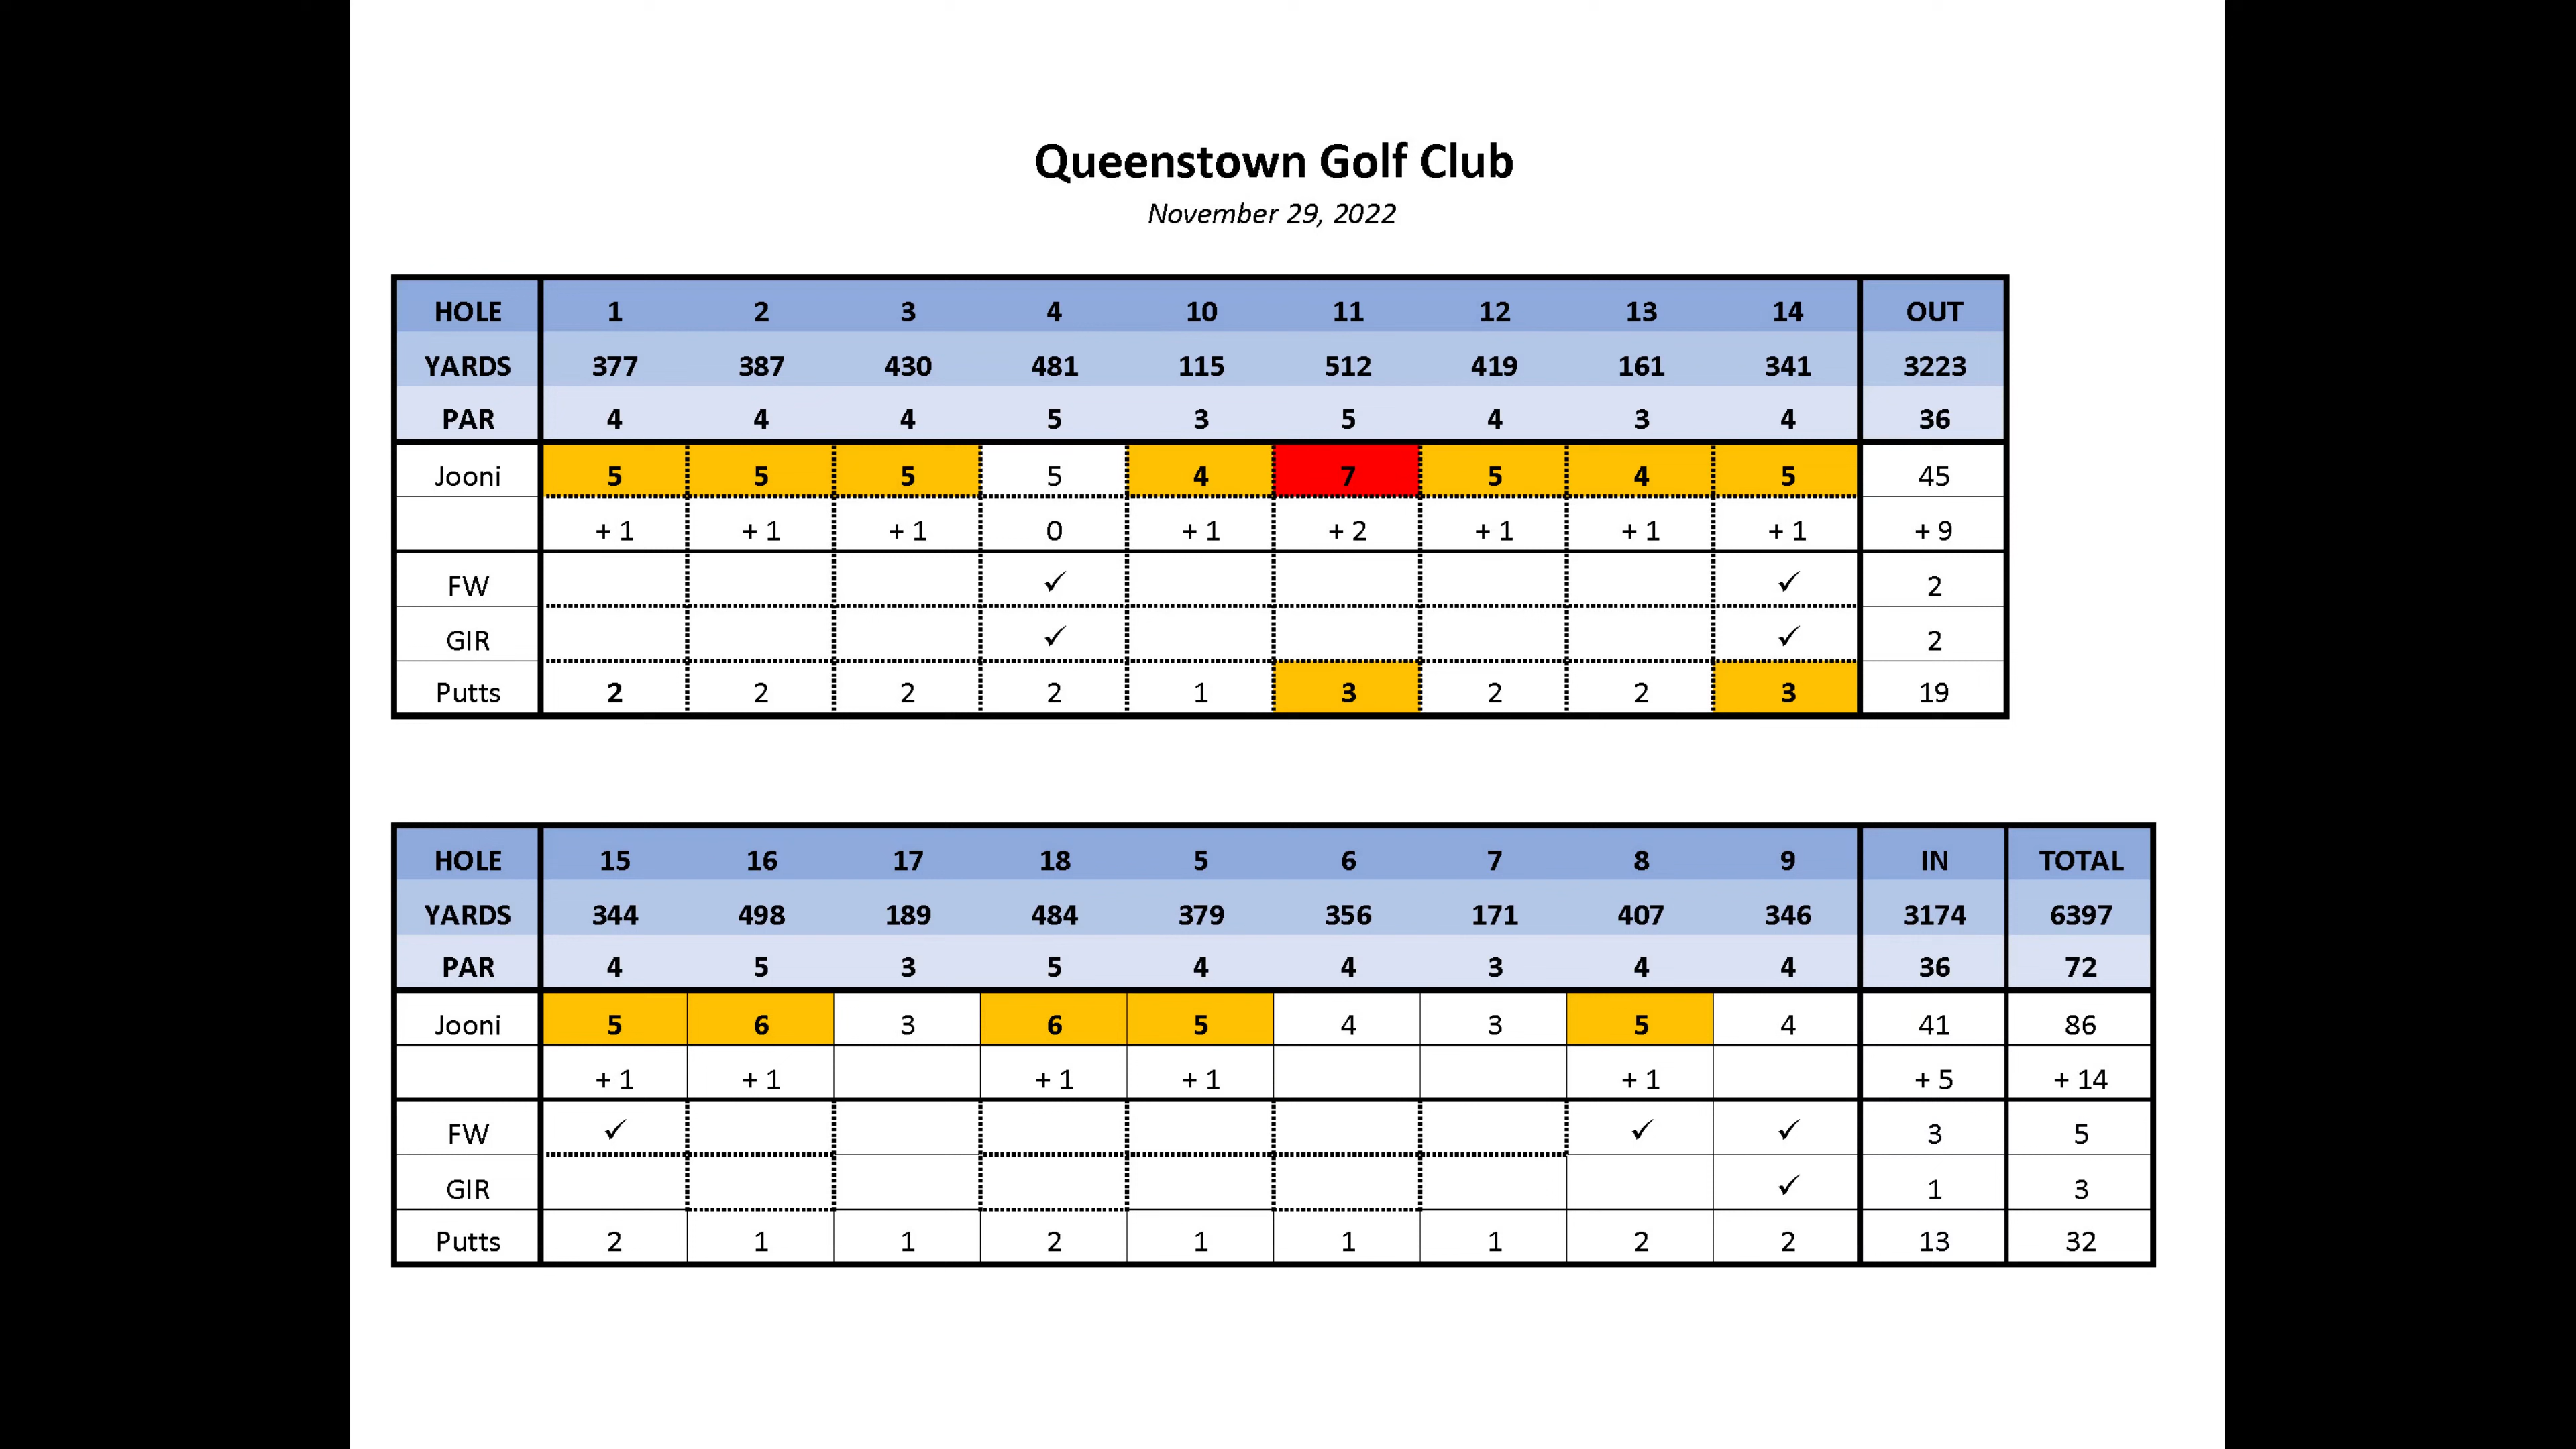 Queenstown Golf Club
November 29, 2022
HOLE 1 2 3 4 10 11 12 13 14 OUT
YARDS 377 387 430 481 115 512 419 161 341 3223
PAR 4 4 4 5 3 5 4 3 4 36
Jooni 5 5 5 5 4 7 5 4 5 45
+ 1 + 1 + 1 0 + 1 + 2 + 1 + 1 + 1 + 9
FW ✓ ✓ 2
GIR ✓ ✓ 2
Putts 2 2 2 2 1 3 2 2 3 19
HOLE 15 16 17 18 5 6 7 8 9 IN TOTAL
YARDS 344 498 189 484 379 356 171 407 346 3174 6397
PAR 4 5 3 5 4 4 3 4 4 36 72
Jooni 5 6 3 6 5 4 3 5 4 41 86
+ 1 + 1 + 1 + 1 + 1 + 5 + 14
FW ✓ ✓ ✓ 3 5
GIR ✓ 1 3
Putts 2 1 1 2 1 1 1 2 2 13 32